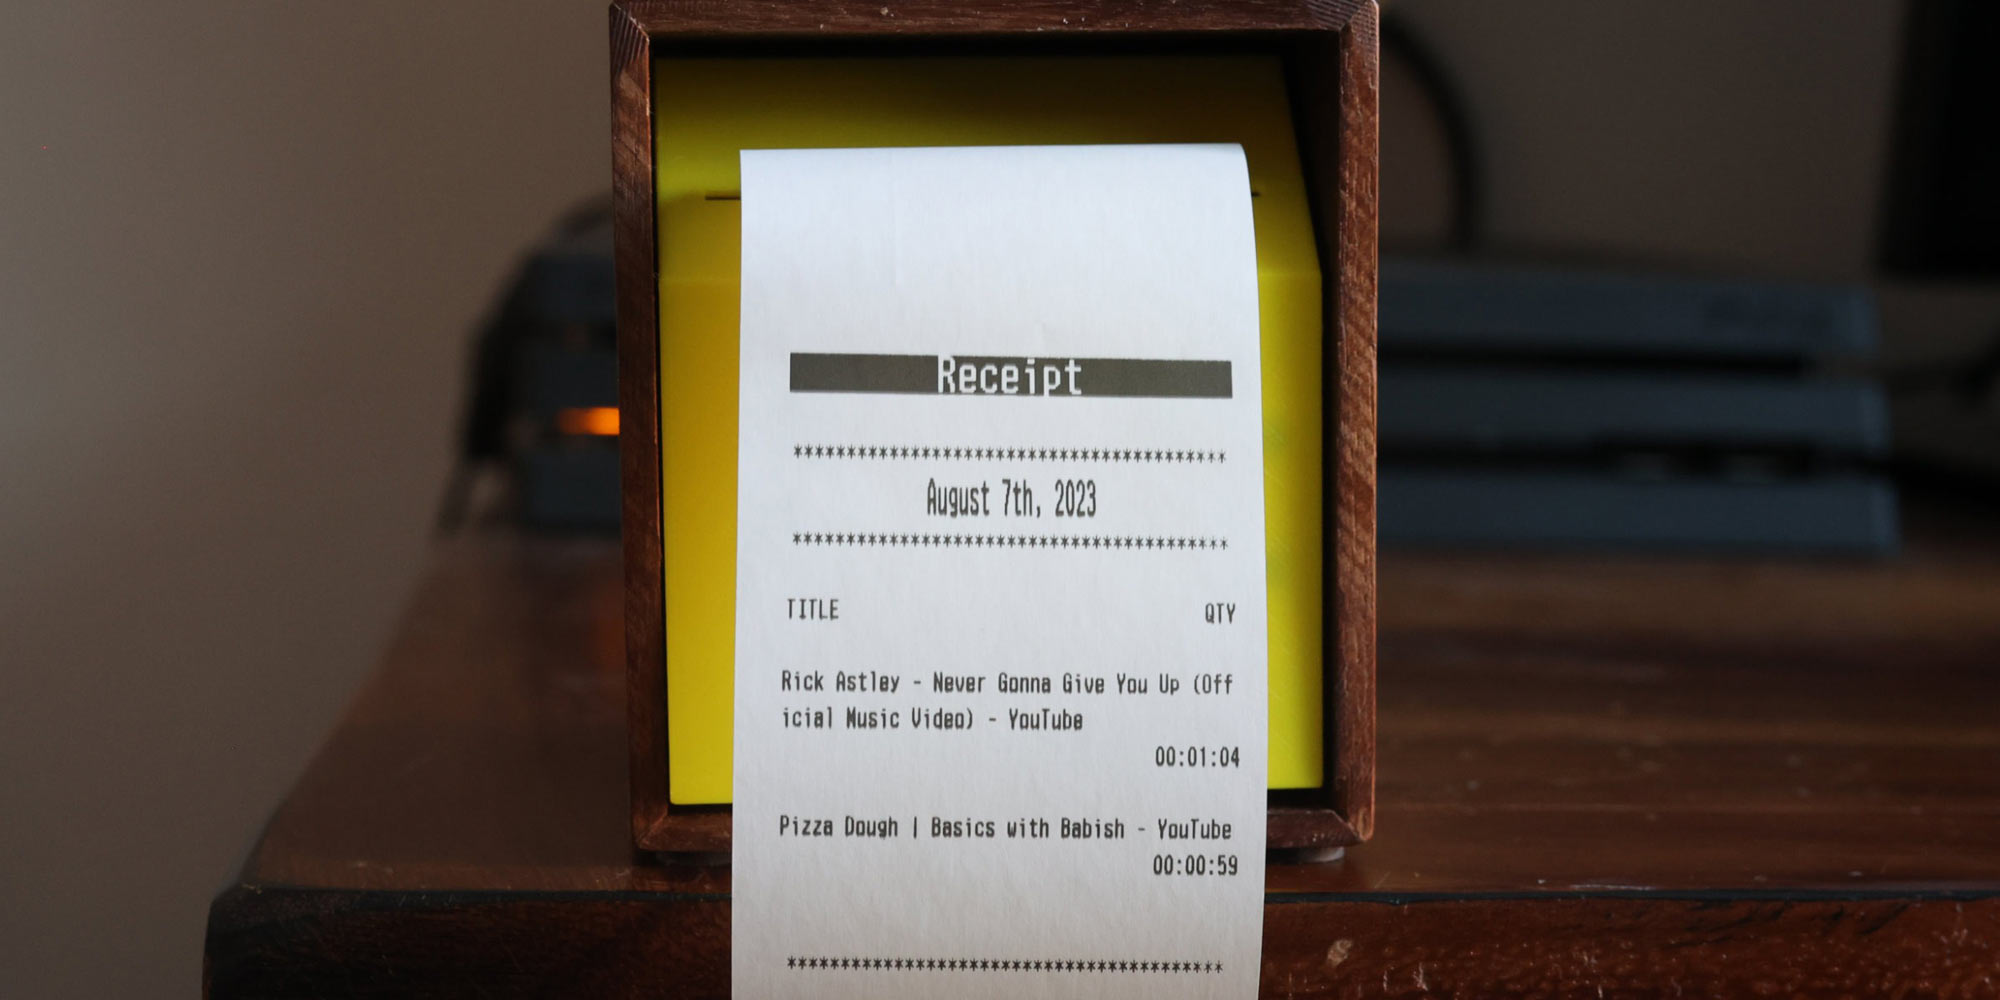 Receipt
****************************************
August 7th, 2023
****************************************
TITLE QTY
Rick Astley - Never Gonna Give You Up (Off
icial Music Video) - YouTube
00:01:04
Pizza Dough | Basics with Babish - YouTube
00:00:59
****************************************